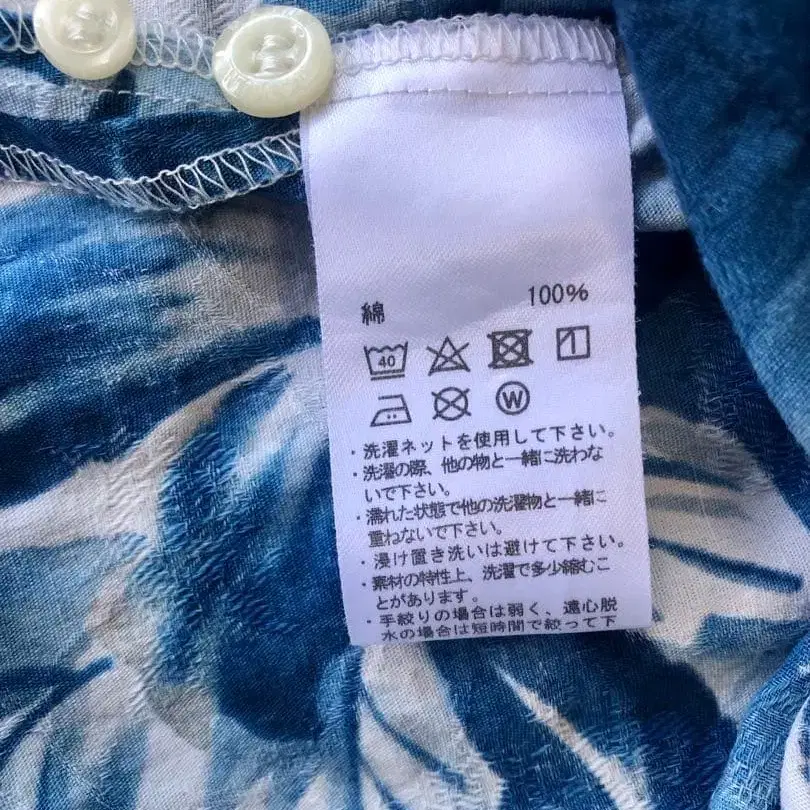 綿 100%
40
W
・洗濯ネットを使用して下さい。
・洗濯の際、他の物と一緒に洗わな
いで下さい。
・濡れた状態で他の洗濯物と一緒に
重ねないで下さい。
・浸け置き洗いは避けて下さい。
・素材の特性上、洗濯で多少縮むこ
とがあります。
・手絞りの場合は弱く、遠心脱
水の場合は短時間で絞って下